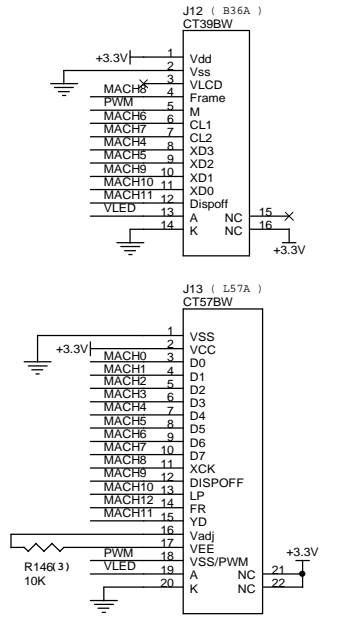 J12 ( B36A )
CT39BW
+3.3V 1 Vdd
2 Vss
3 VLCD
MACH8 4 Frame
PWM 5 M
MACH6 6 CL1
MACH7 7 CL2
MACH4 8 XD3
MACH5 9 XD2
MACH9 10 XD1
MACH10 11 XD0
MACH11 12 Dispoff
VLED 13 A NC 15
14 K NC 16
+3.3V
J13 ( L57A )
CT57BW
1 VSS
+3.3V 2 VCC
MACH0 3 D0
MACH1 4 D1
MACH2 5 D2
MACH3 6 D3
MACH4 7 D4
MACH5 8 D5
MACH6 9 D6
MACH7 10 D7
MACH8 11 XCK
MACH9 12 DISPOFF
MACH10 13 LP
MACH12 14 FR
MACH11 15 YD
16 Vadj
17 VEE
PWM 18 VSS/PWM
VLED 19 A NC 21
20 K NC 22
+3.3V
R146(3)
10K